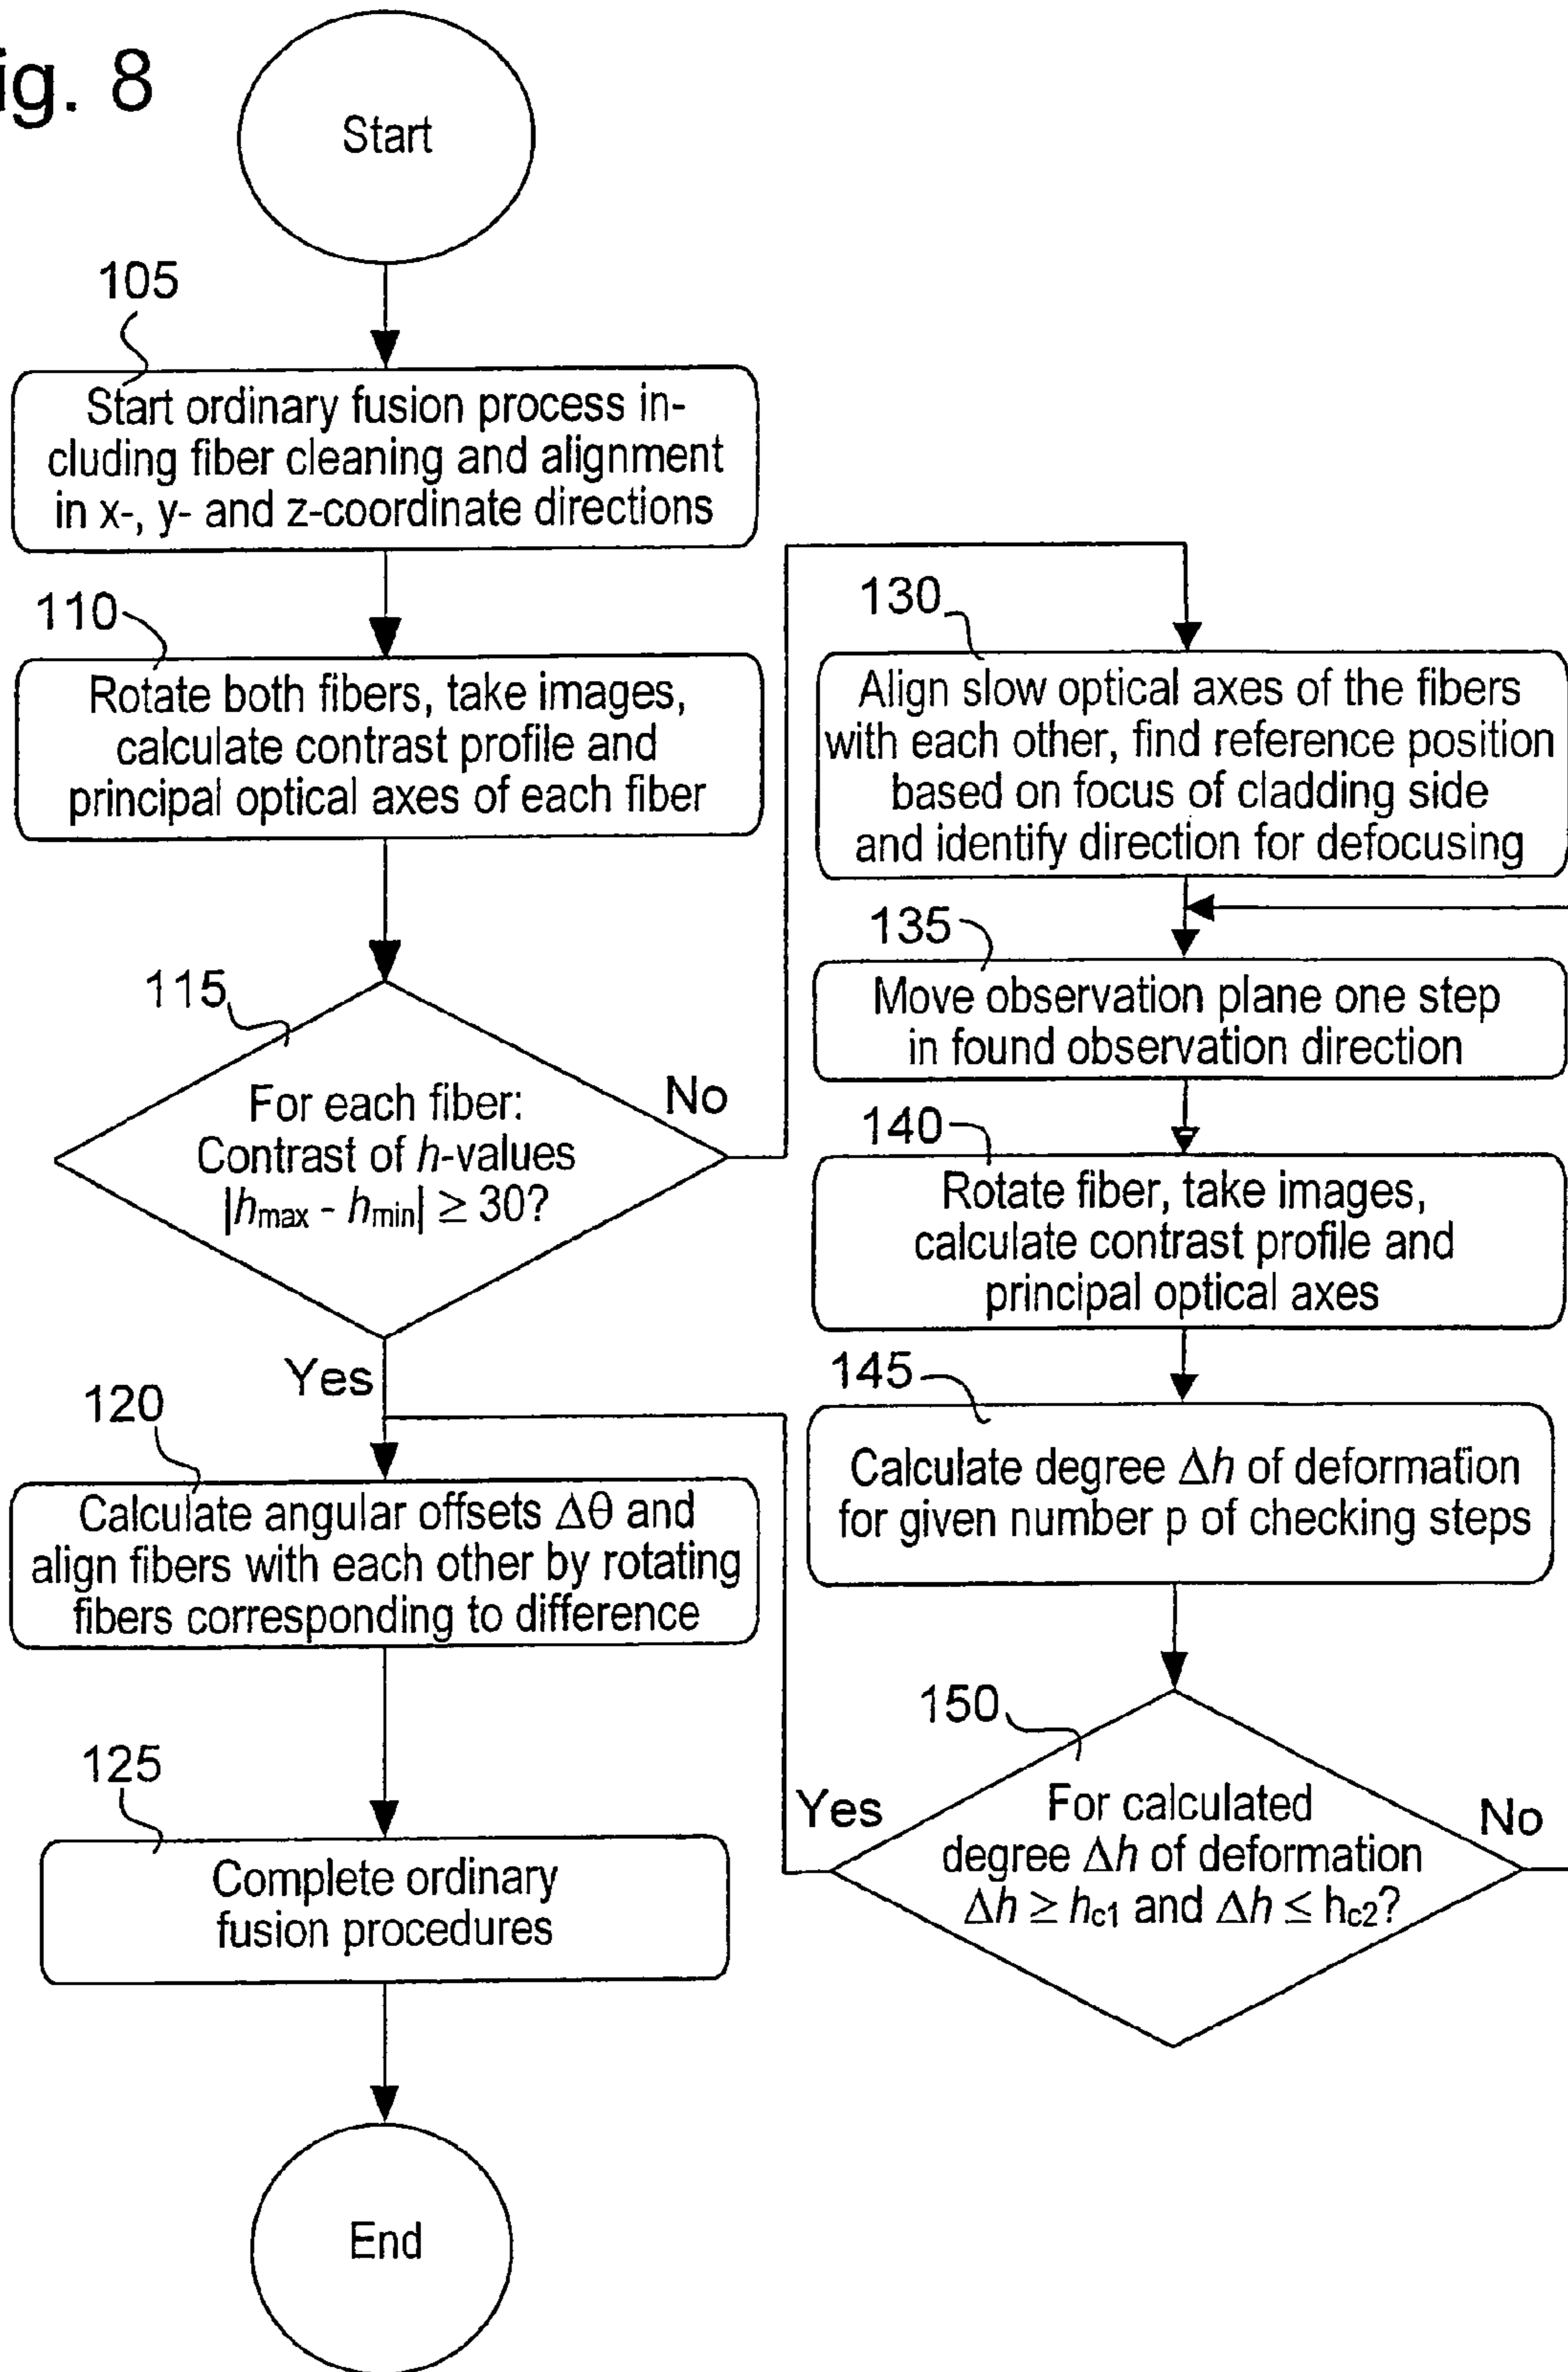 ig. 8
Start
105
Start ordinary fusion process in-
cluding fiber cleaning and alignment
in x-, y- and z-coordinate directions
110
Rotate both fibers, take images,
calculate contrast profile and
principal optical axes of each fiber
115
For each fiber:
Contrast of h-values
|hmax - hmin| ≥ 30?
No
Yes
120
Calculate angular offsets Δθ and
align fibers with each other by rotating
fibers corresponding to difference
125
Complete ordinary
fusion procedures
End
130
Align slow optical axes of the fibers
with each other, find reference position
based on focus of cladding side
and identify direction for defocusing
135
Move observation plane one step
in found observation direction
140
Rotate fiber, take images,
calculate contrast profile and
principal optical axes
145
Calculate degree Δh of deformation
for given number p of checking steps
150
For calculated
degree Δh of deformation
Δh ≥ hc1 and Δh ≤ hc2?
Yes
No